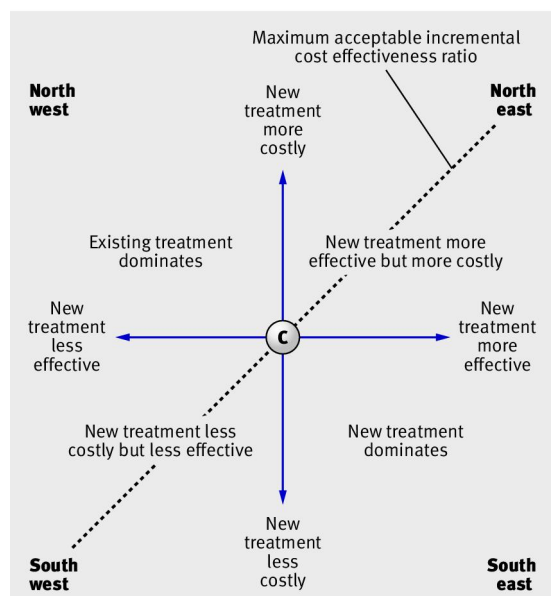 Maximum acceptable incremental
cost effectiveness ratio
North
west
New
treatment
more
costly
North
east
Existing treatment
dominates
New treatment more
effective but more costly
New
treatment
less
effective
C
New
treatment
more
effective
New treatment less
costly but less effective
New treatment
dominates
South
west
New
treatment
less
costly
South
east